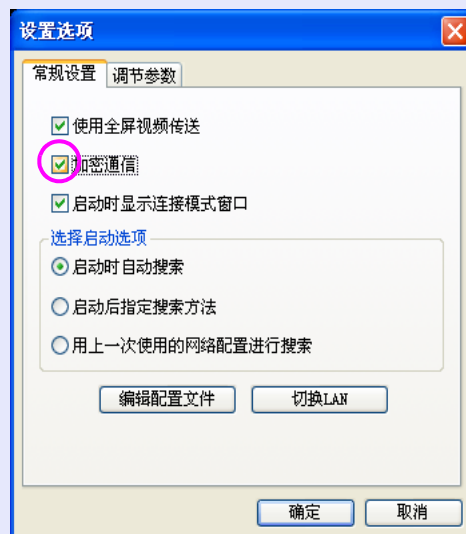 设置选项
常规设置 调节参数
使用全屏视频传送
加密通信
启动时显示连接模式窗口
选择启动选项
启动时自动搜索
启动后指定搜索方法
用上一次使用的网络配置进行搜索
编辑配置文件 切换LAN
确定 取消